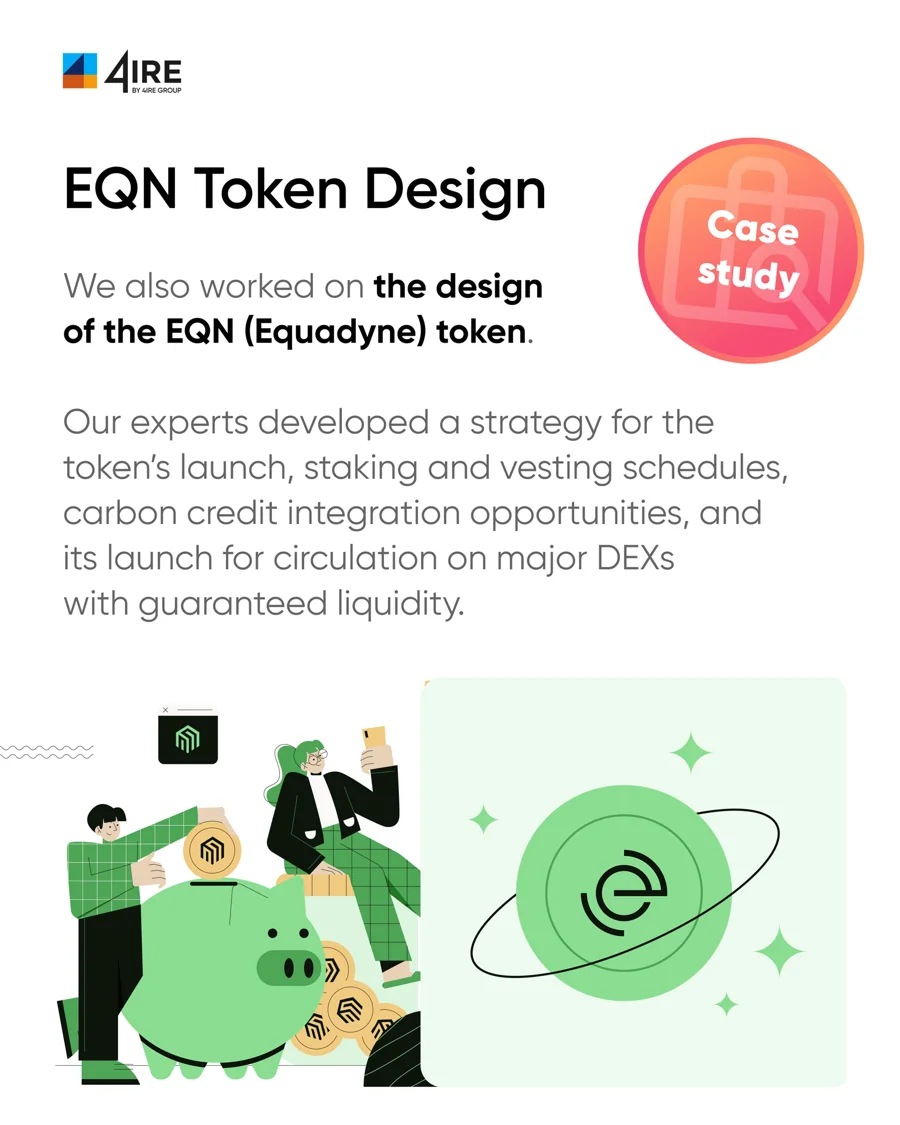 4IRE
BY 4IRE GROUP
EQN Token Design
Case
study
We also worked on the design
of the EQN (Equadyne) token.
Our experts developed a strategy for the
token’s launch, staking and vesting schedules,
carbon credit integration opportunities, and
its launch for circulation on major DEXs
with guaranteed liquidity.